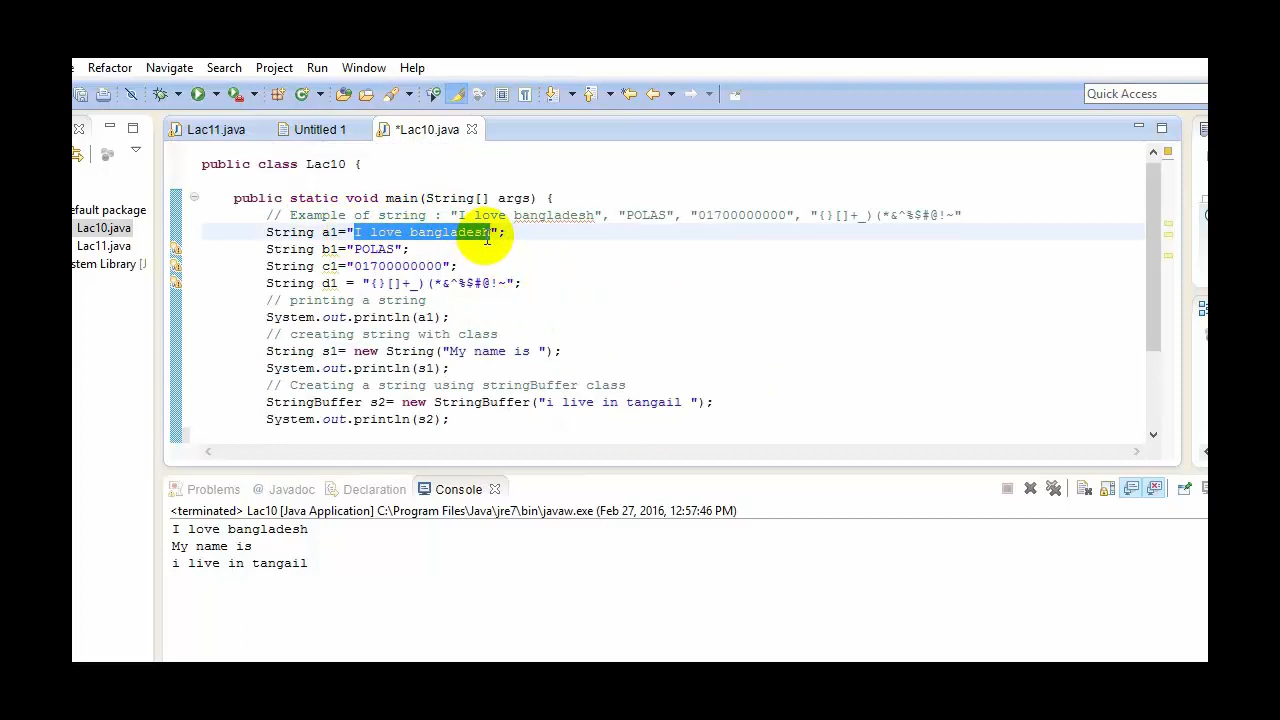 Refactor Navigate Search Project Run Window Help
Quick Access
Lac11.java Untitled 1 *Lac10.java
public class Lac10 {
efault package
Lac10.java
Lac11.java
stem Library [J
public static void main(String[] args) {
// Example of string : "I love bangladesh", "POLAS", "01700000000", "{}[]+_)(*&^%$#@!~"
String a1="I love bangladesh";
String b1="POLAS";
String c1="01700000000";
String d1 = "{}[]+_)(*&^%$#@!~";
// printing a string
System.out.println(a1);
// creating string with class
String s1= new String("My name is ");
System.out.println(s1);
// Creating a string using stringBuffer class
StringBuffer s2= new StringBuffer("i live in tangail ");
System.out.println(s2);
Problems @ Javadoc Declaration Console
<terminated> Lac10 [Java Application] C:\Program Files\Java\jre7\bin\javaw.exe (Feb 27, 2016, 12:57:46 PM)
I love bangladesh
My name is
i live in tangail